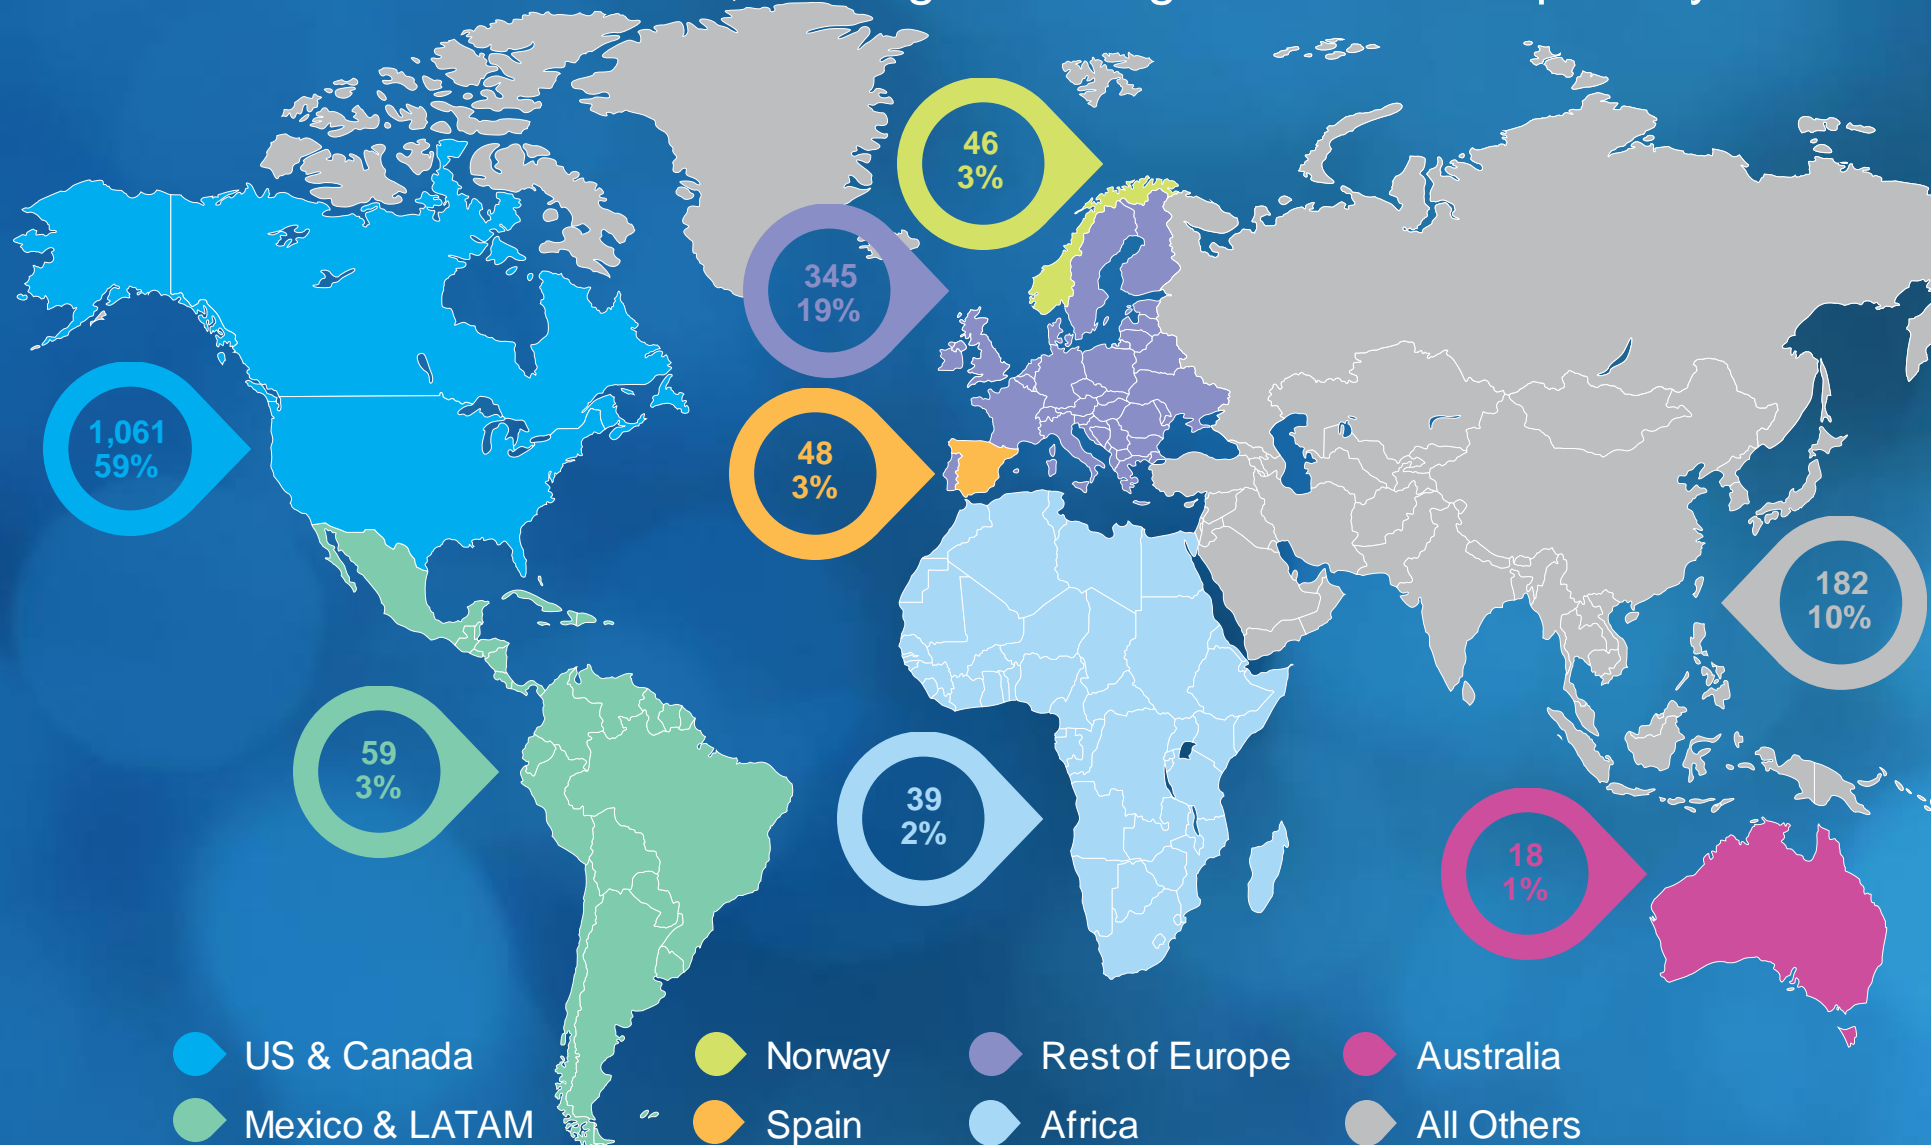 46
3%
345
19%
1,061
59%
48
3%
182
10%
59
3%
39
2%
18
1%
US & Canada
Norway
Rest of Europe
Australia
Mexico & LATAM
Spain
Africa
All Others